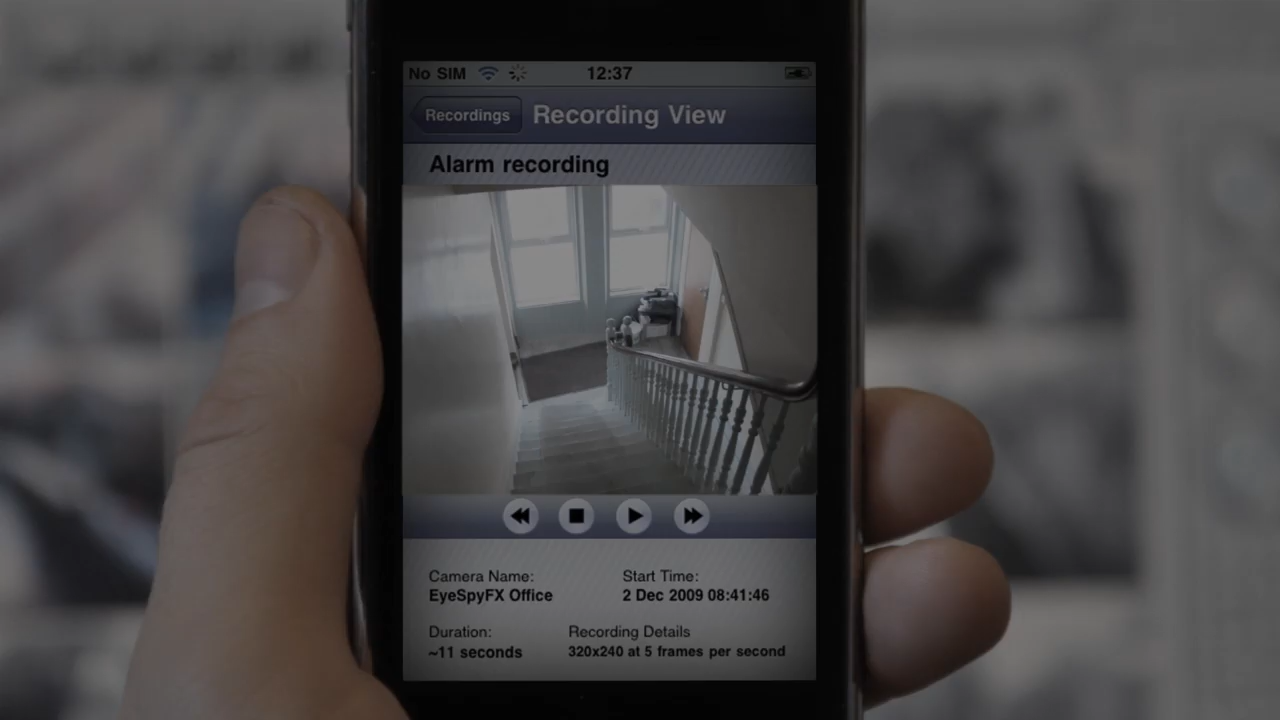 No SIM 12:37
Recordings Recording View
Alarm recording
Camera Name: Start Time:
EyeSpyFX Office 2 Dec 2009 08:41:46
Duration: Recording Details
~11 seconds 320x240 at 5 frames per second